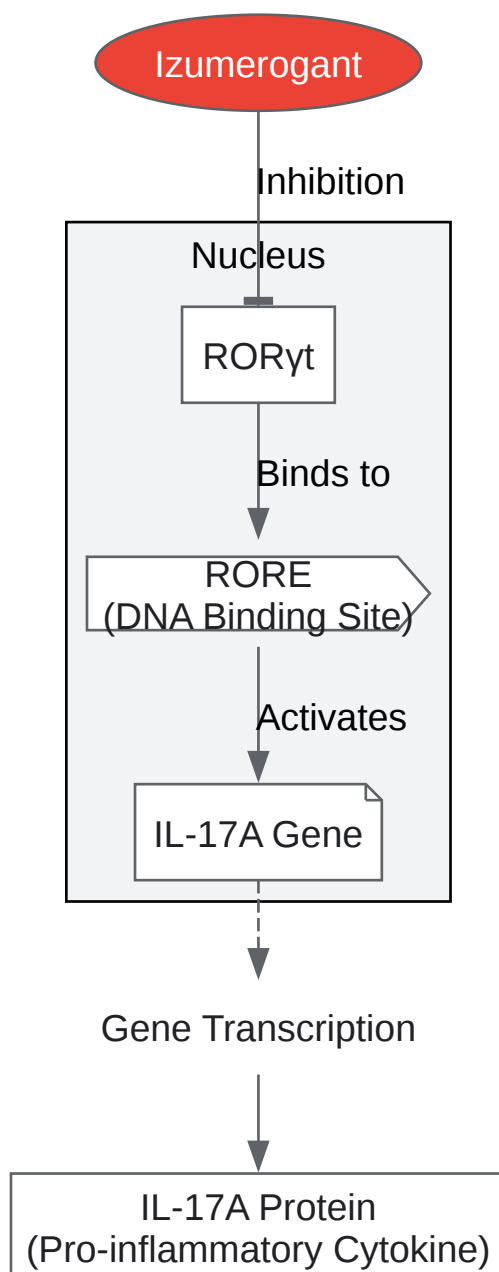 Izumerogant
Inhibition
Nucleus
RORγt
Binds to
RORE
(DNA Binding Site)
Activates
IL-17A Gene
Gene Transcription
IL-17A Protein
(Pro-inflammatory Cytokine)